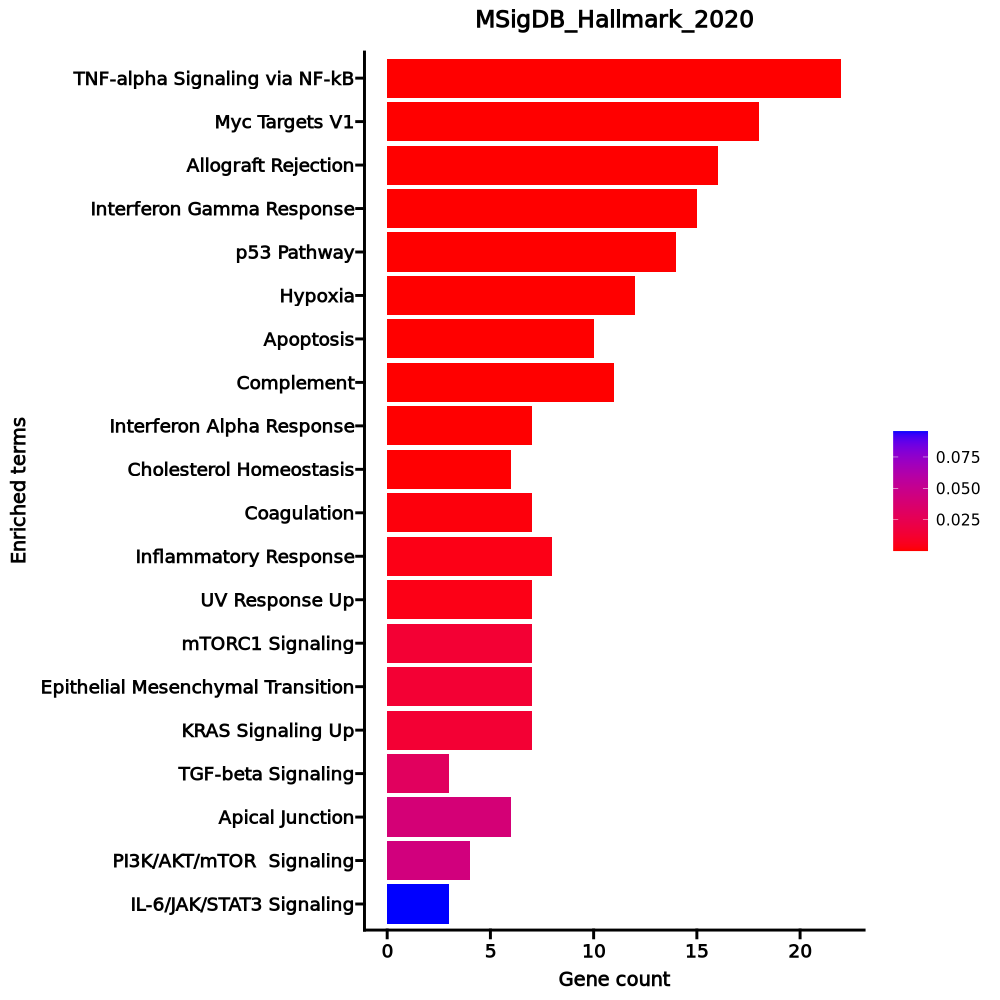 MSigDB_Hallmark_2020
TNF-alpha Signaling via NF-kB
Myc Targets V1
Allograft Rejection
Interferon Gamma Response
p53 Pathway
Hypoxia
Apoptosis
Complement
Interferon Alpha Response
Cholesterol Homeostasis
Coagulation
Inflammatory Response
UV Response Up
mTORC1 Signaling
Epithelial Mesenchymal Transition
KRAS Signaling Up
TGF-beta Signaling
Apical Junction
PI3K/AKT/mTOR  Signaling
IL-6/JAK/STAT3 Signaling
Enriched terms
0 5 10 15 20
Gene count
0.075
0.050
0.025